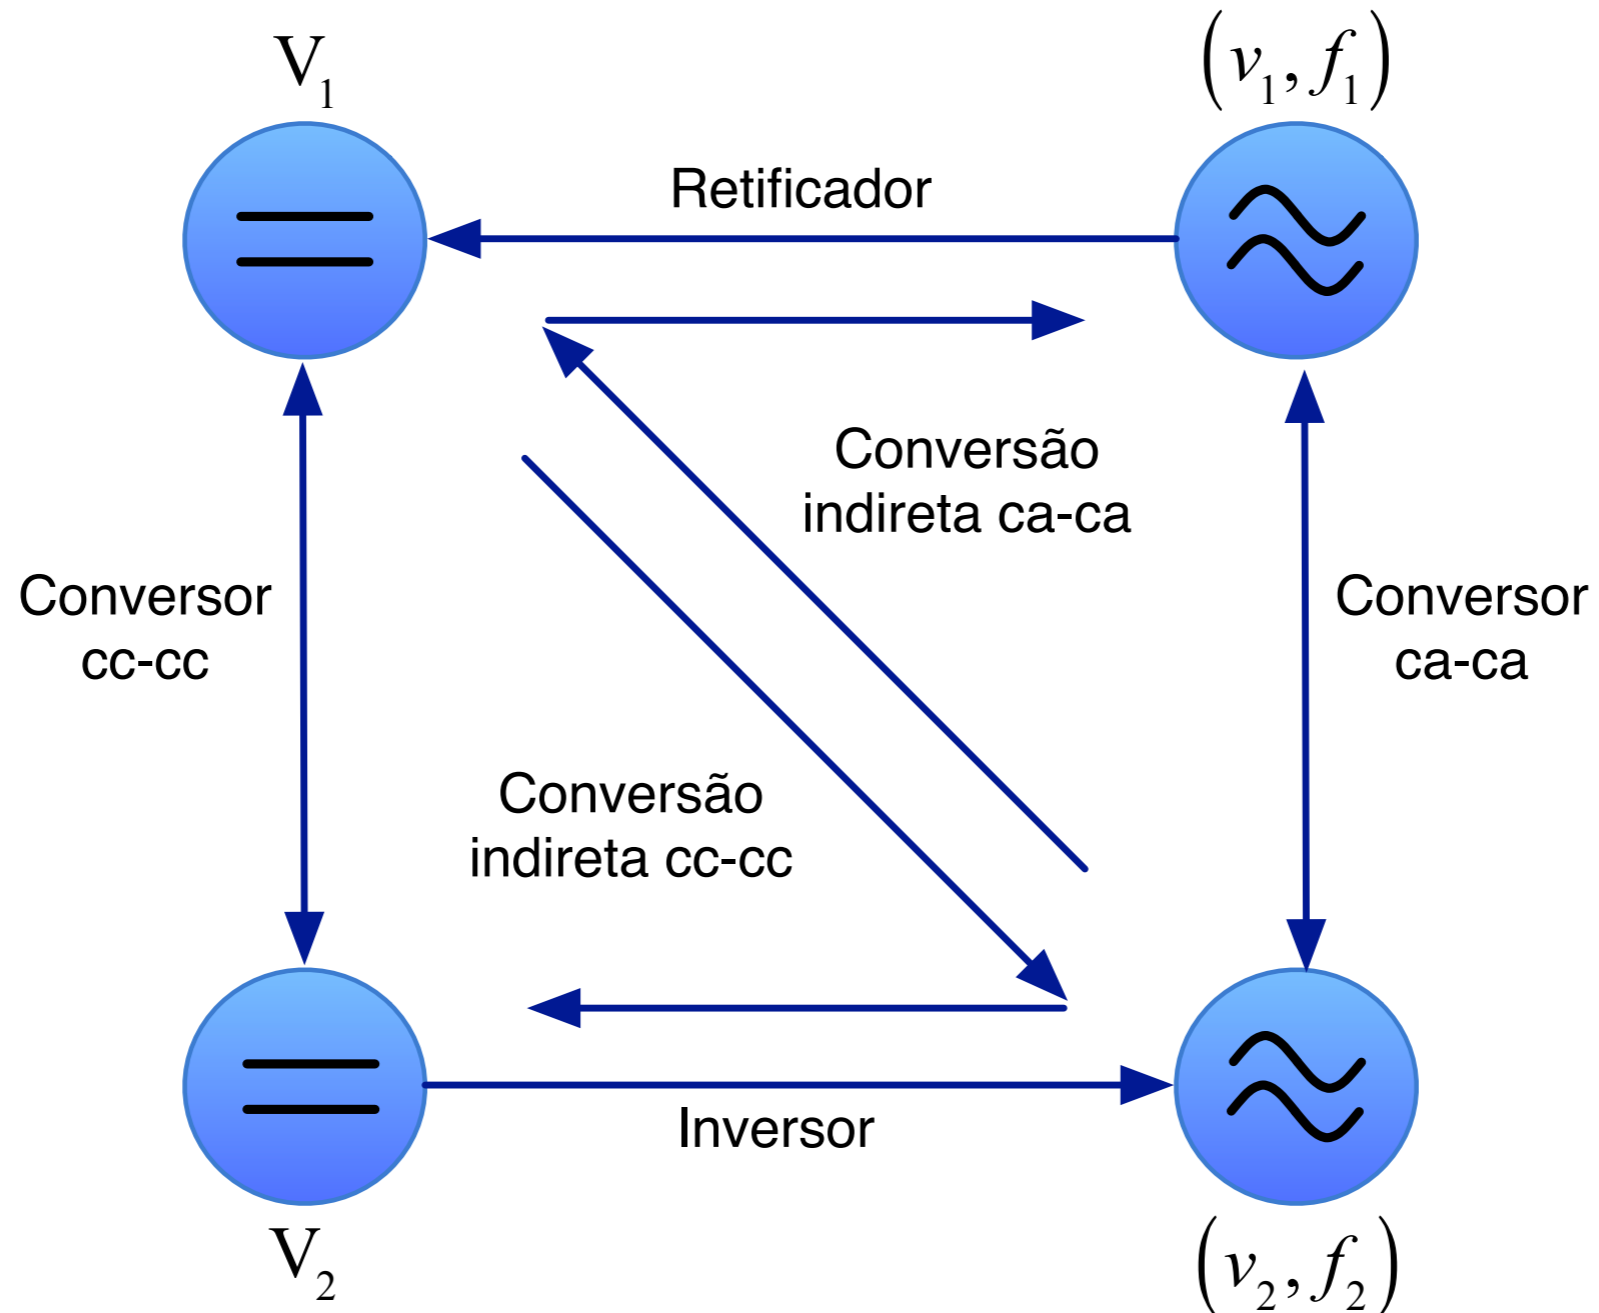 V₁
(v₁, f₁)
Retificador
Conversão
indireta ca-ca
Conversor
cc-cc
Conversor
ca-ca
Conversão
indireta cc-cc
Inversor
V₂
(v₂, f₂)